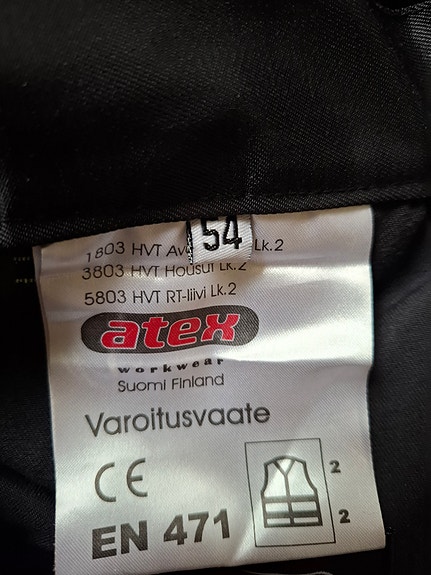 54
1803 HVT Lk.2
3803 HVT Housut Lk.2
5803 HVT RT-liivi Lk.2
atex
workwear
Suomi Finland
Varoitusvaate
CE
2
EN 471
2